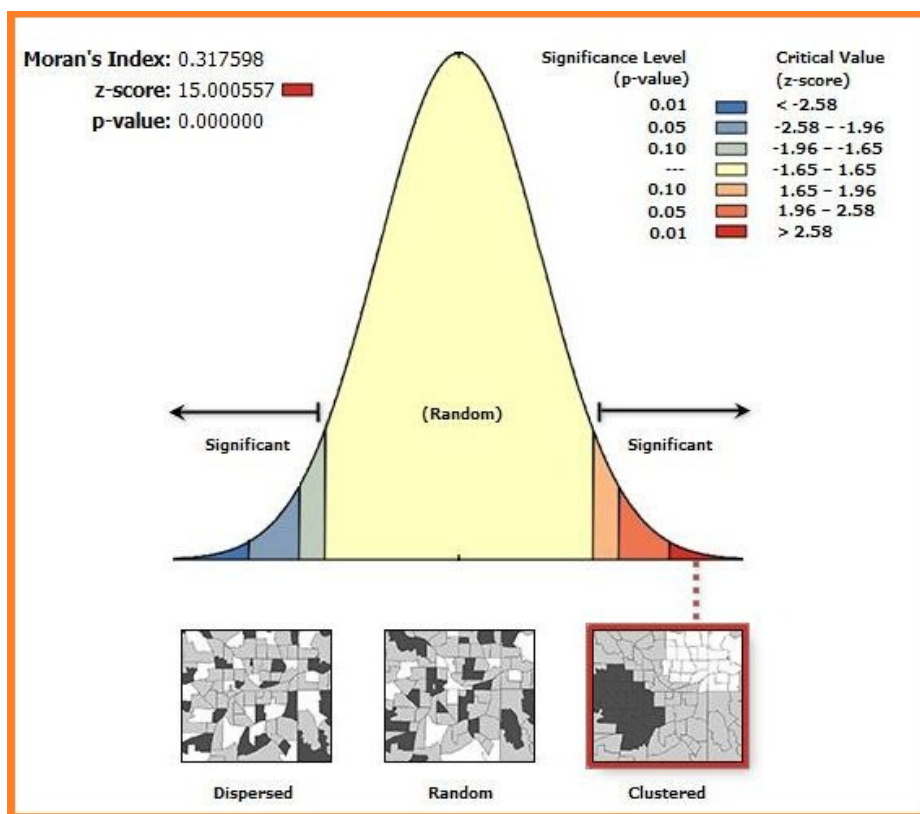 Moran's Index: 0.317598
z-score: 15.000557
p-value: 0.000000
Significance Level Critical Value
(p-value) (z-score)
0.01 < -2.58
0.05 -2.58 – -1.96
0.10 -1.96 – -1.65
--- -1.65 – 1.65
0.10 1.65 – 1.96
0.05 1.96 – 2.58
0.01 > 2.58
(Random)
Significant Significant
Dispersed Random Clustered